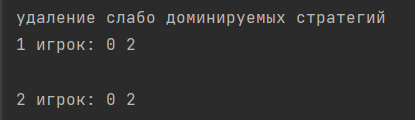 удаление слабо доминируемых стратегий
1 игрок: 0 2
2 игрок: 0 2